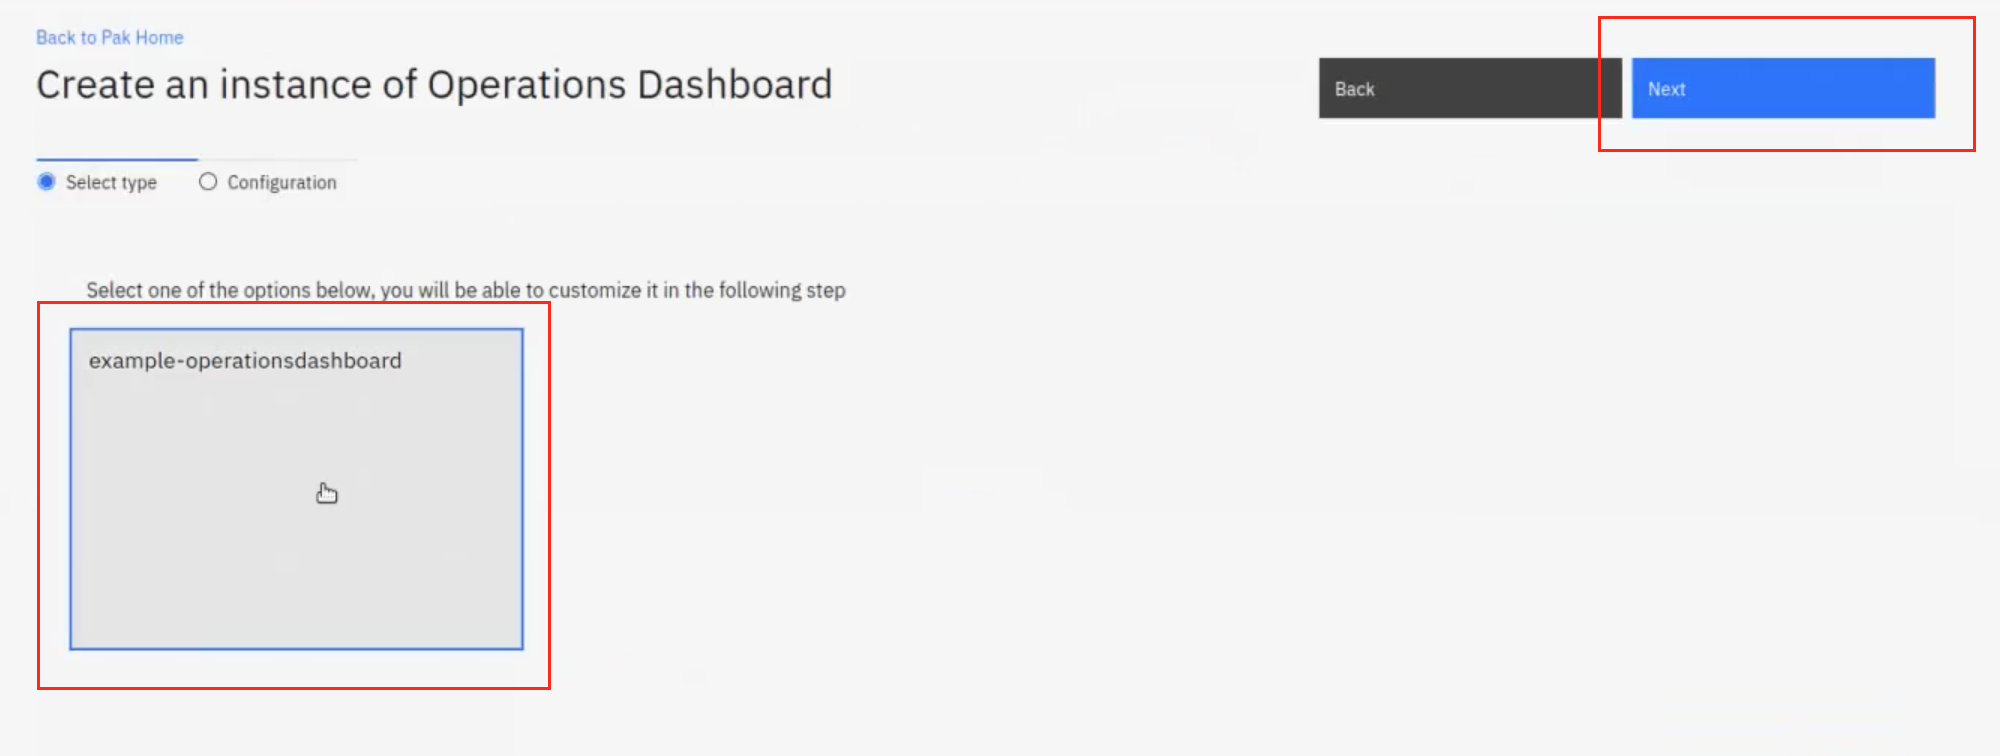 Back to Pak Home
Create an instance of Operations Dashboard
Back
Next
Select type
Configuration
Select one of the options below, you will be able to customize it in the following step
example-operationsdashboard